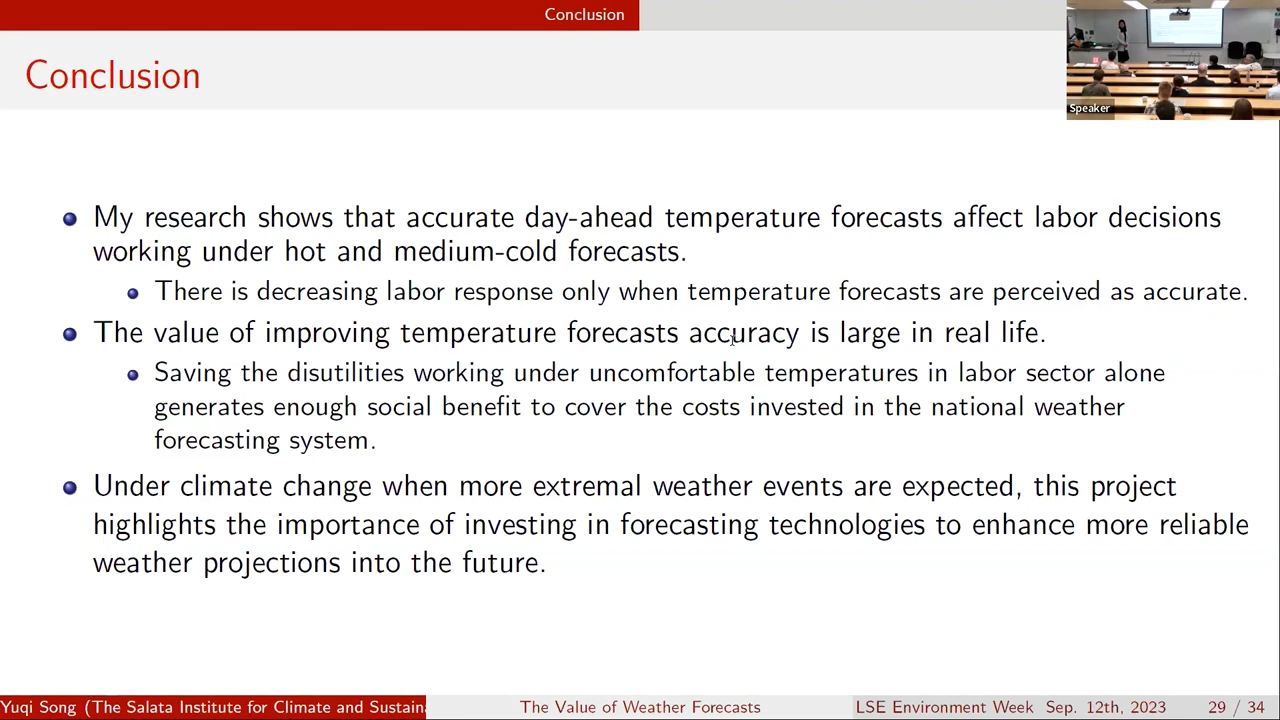 Conclusion
Conclusion
Speaker
My research shows that accurate day-ahead temperature forecasts affect labor decisions
working under hot and medium-cold forecasts.
There is decreasing labor response only when temperature forecasts are perceived as accurate.
The value of improving temperature forecasts accuracy is large in real life.
Saving the disutilities working under uncomfortable temperatures in labor sector alone
generates enough social benefit to cover the costs invested in the national weather
forecasting system.
Under climate change when more extremal weather events are expected, this project
highlights the importance of investing in forecasting technologies to enhance more reliable
weather projections into the future.
Yuqi Song (The Salata Institute for Climate and Sustain
The Value of Weather Forecasts
LSE Environment Week Sep. 12th, 2023 29 / 34